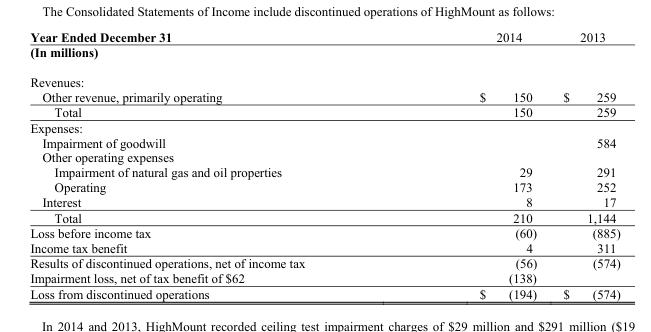 The Consolidated Statements of Income include discontinued operations of HighMount as follows:
Year Ended December 31 2014 2013
(In millions)
Revenues:
Other revenue, primarily operating $ 150 $ 259
Total 150 259
Expenses:
Impairment of goodwill 584
Other operating expenses
Impairment of natural gas and oil properties 29 291
Operating 173 252
Interest 8 17
Total 210 1,144
Loss before income tax (60) (885)
Income tax benefit 4 311
Results of discontinued operations, net of income tax (56) (574)
Impairment loss, net of tax benefit of $62 (138)
Loss from discontinued operations $ (194) $ (574)
In 2014 and 2013, HighMount recorded ceiling test impairment charges of $29 million and $291 million ($19